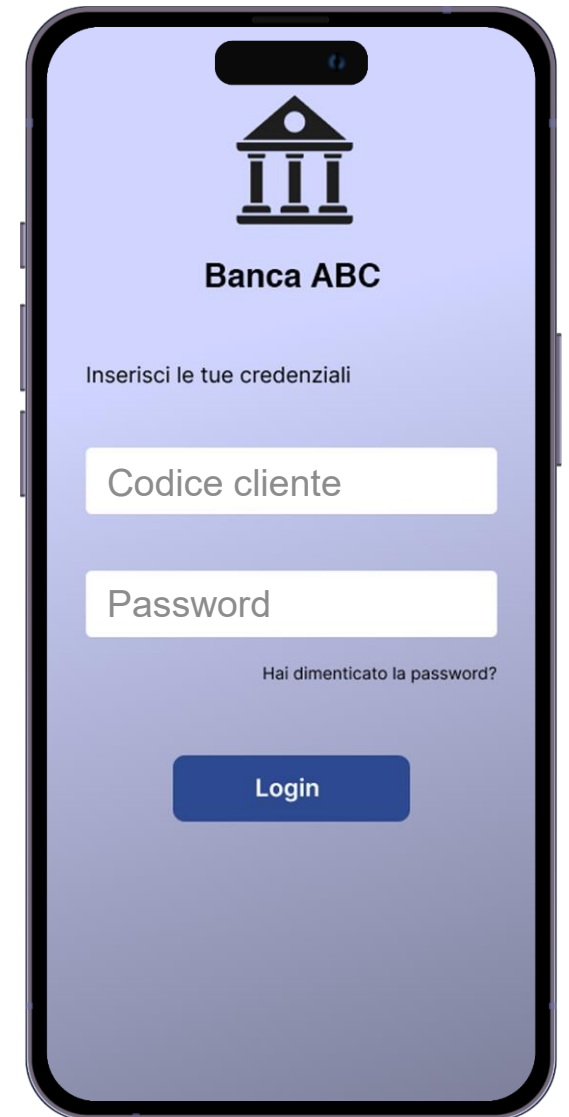 Banca ABC
Inserisci le tue credenziali
Codice cliente
Password
Hai dimenticato la password?
Login